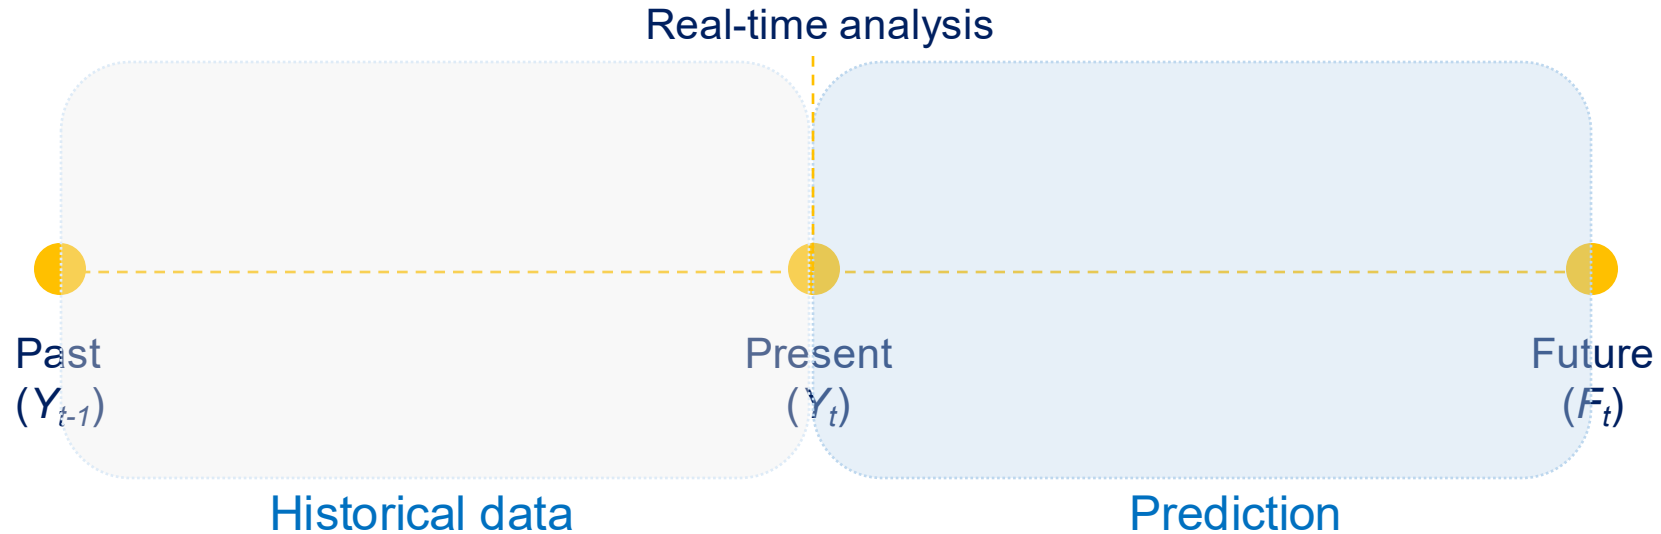 Real-time analysis
Past
(Yt-1)
Present
(Yt)
Future
(Ft)
Historical data
Prediction